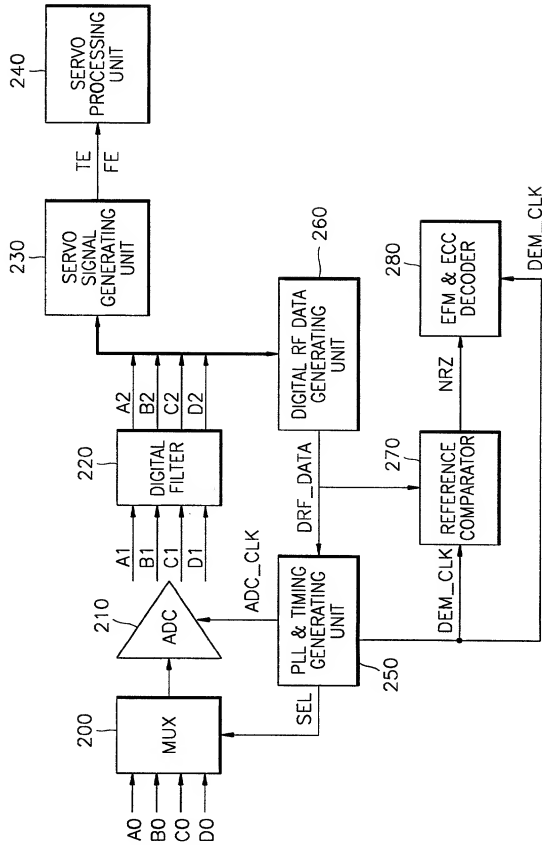 200
MUX
A0
B0
C0
D0
210
ADC
A1
B1
C1
D1
220
DIGITAL
FILTER
A2
B2
C2
D2
230
SERVO
SIGNAL
GENERATING
UNIT
TE
FE
240
SERVO
PROCESSING
UNIT
SEL
ADC_CLK
PLL & TIMING
GENERATING
UNIT
250
DRF_DATA
DIGITAL RF DATA
GENERATING
UNIT
260
DEM_CLK
270
REFERENCE
COMPARATOR
NRZ
280
EFM & ECC
DECODER
DEM_CLK